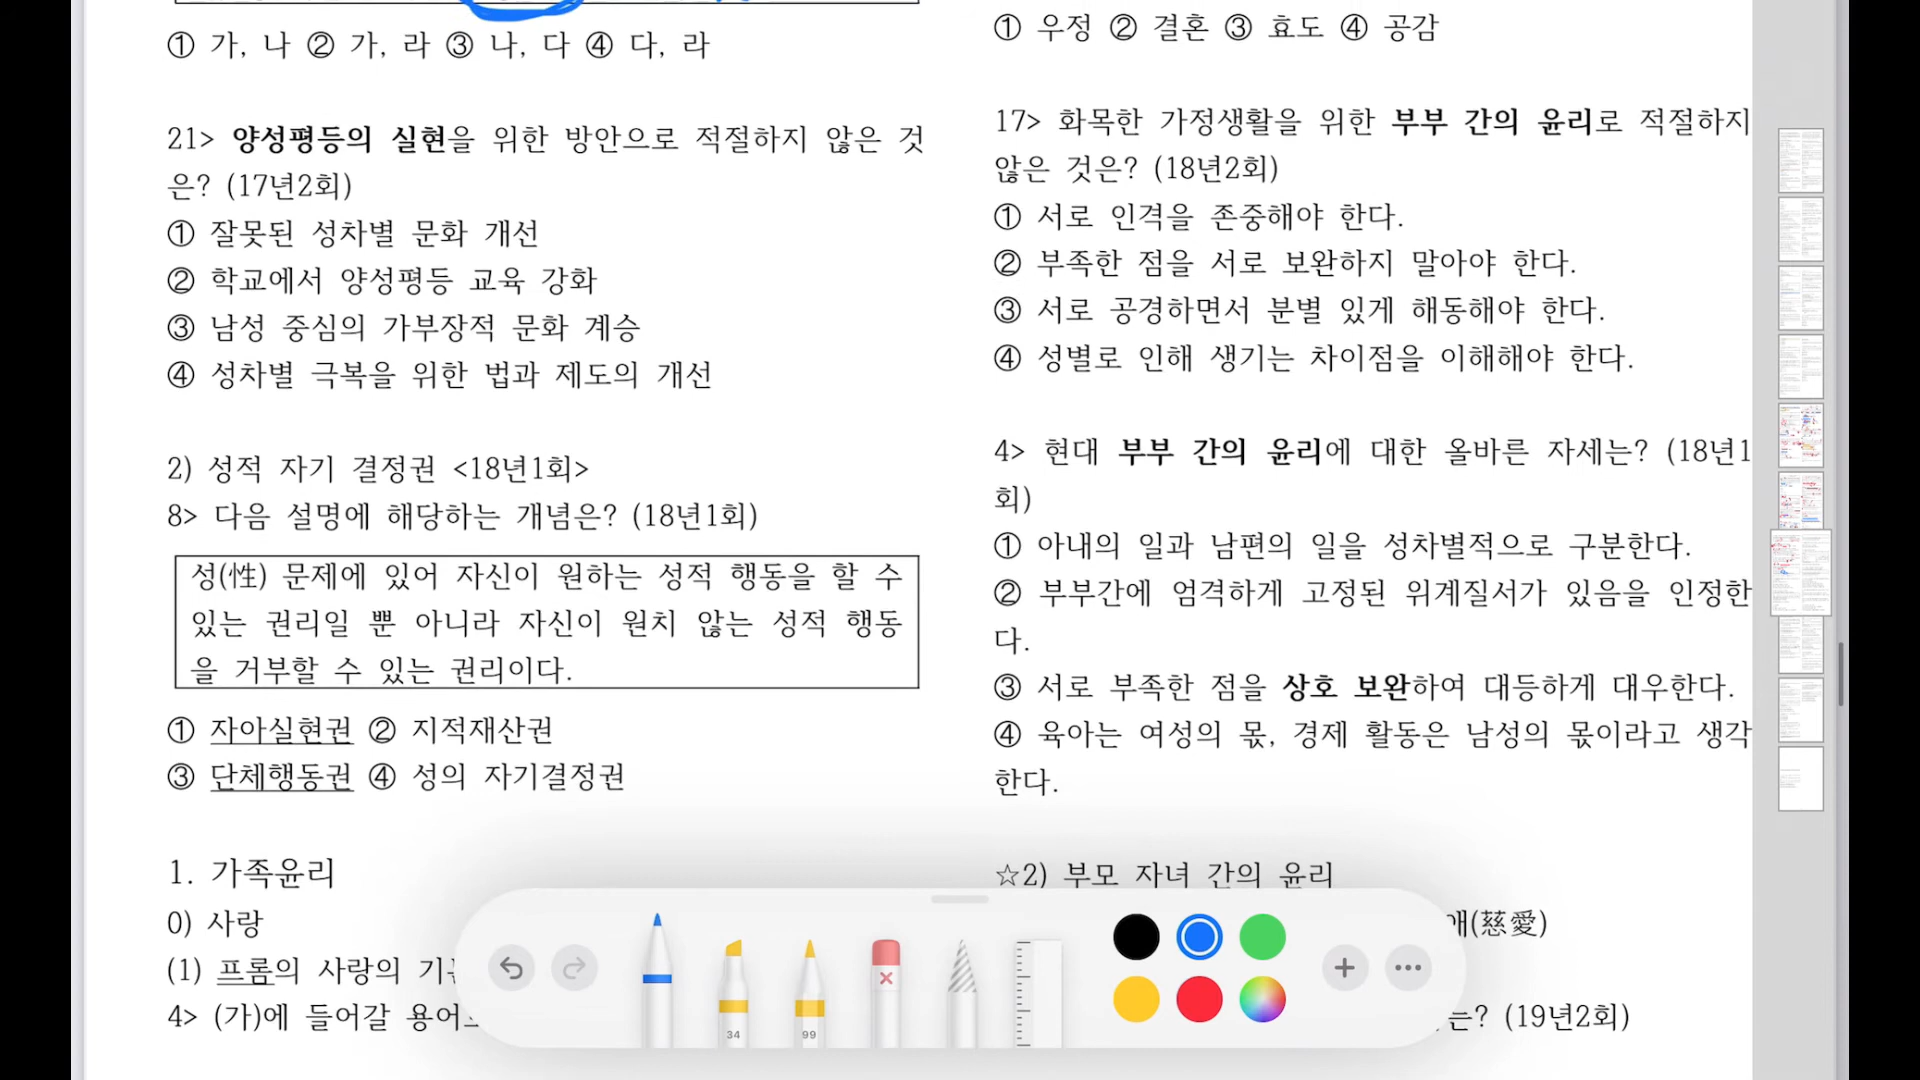 ① 가, 나 ② 가, 라 ③ 나, 다 ④ 다, 라
21> 양성평등의 실현을 위한 방안으로 적절하지 않은 것
은? (17년2회)
① 잘못된 성차별 문화 개선
② 학교에서 양성평등 교육 강화
③ 남성 중심의 가부장적 문화 계승
④ 성차별 극복을 위한 법과 제도의 개선
2) 성적 자기 결정권 <18년1회>
8> 다음 설명에 해당하는 개념은? (18년1회)
성(性) 문제에 있어 자신이 원하는 성적 행동을 할 수
있는 권리일 뿐 아니라 자신이 원치 않는 성적 행동
을 거부할 수 있는 권리이다.
① 자아실현권 ② 지적재산권
③ 단체행동권 ④ 성의 자기결정권
1. 가족윤리
0) 사랑
(1) 프롬의 사랑의
4> (가)에 들어갈
① 우정 ② 결혼 ③ 효도 ④ 공감
17> 화목한 가정생활을 위한 부부 간의 윤리로 적절하지
않은 것은? (18년2회)
① 서로 인격을 존중해야 한다.
② 부족한 점을 서로 보완하지 말아야 한다.
③ 서로 공경하면서 분별 있게 해동해야 한다.
④ 성별로 인해 생기는 차이점을 이해해야 한다.
4> 현대 부부 간의 윤리에 대한 올바른 자세는? (18년1
회)
① 아내의 일과 남편의 일을 성차별적으로 구분한다.
② 부부간에 엄격하게 고정된 위계질서가 있음을 인정한
다.
③ 서로 부족한 점을 상호 보완하여 대등하게 대우한다.
④ 육아는 여성의 몫, 경제 활동은 남성의 몫이라고 생각
한다.
☆2) 부모 자녀 간의 윤리
애(慈愛)
는? (19년2회)
34
99